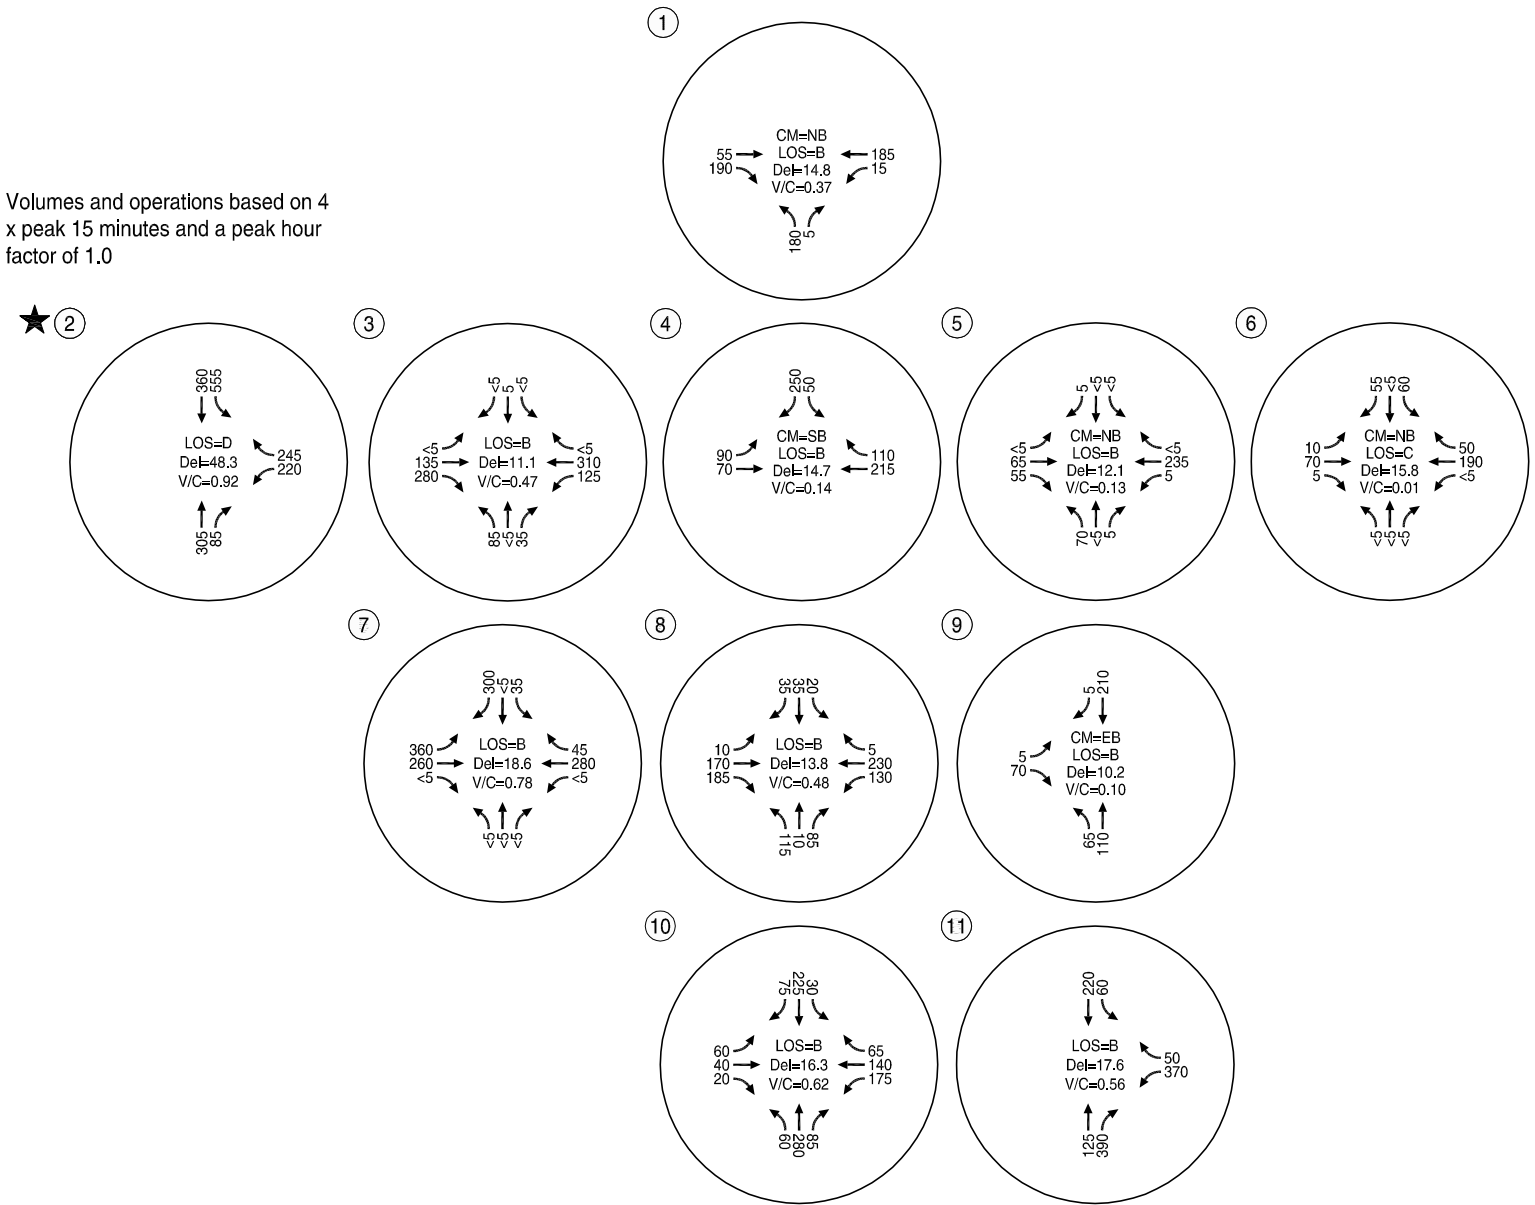 1
CM=NB
LOS=B
Del=14.8
V/C=0.37
55
190
185
15
180
5
Volumes and operations based on 4
x peak 15 minutes and a peak hour
factor of 1.0
2
360
555
LOS=D
Del=48.3
V/C=0.92
245
220
305
85
3
<5
5
<5
<5
135
280
LOS=B
Del=11.1
V/C=0.47
<5
310
125
85
<5
35
4
250
50
90
70
CM=SB
LOS=B
Del=14.7
V/C=0.14
110
215
5
5
<5
<5
<5
65
55
CM=NB
LOS=B
Del=12.1
V/C=0.13
<5
235
5
70
<5
5
6
55
<5
60
10
70
5
CM=NB
LOS=C
Del=15.8
V/C=0.01
50
190
<5
<5
<5
<5
7
300
<5
35
360
260
<5
LOS=B
Del=18.6
V/C=0.78
45
280
<5
<5
<5
<5
8
35
35
20
10
170
185
LOS=B
Del=13.8
V/C=0.48
5
230
130
115
10
85
9
5
210
5
70
CM=EB
LOS=B
Del=10.2
V/C=0.10
65
110
10
75
225
30
60
40
20
LOS=B
Del=16.3
V/C=0.62
65
140
175
60
280
85
11
220
60
LOS=B
Del=17.6
V/C=0.56
50
370
125
390